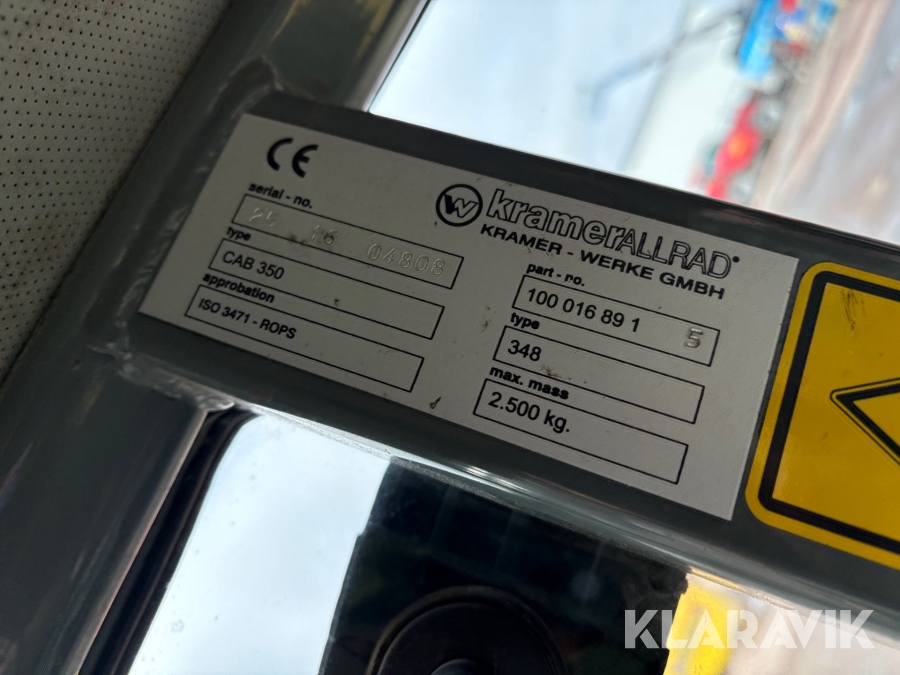 CE
serial - no.
16 04808
type
CAB 350
approbation
ISO 3471 - ROPS
kramerALLRAD
KRAMER - WERKE GMBH
part - no.
100 016 89 1 5
type
348
max. mass
2.500 kg.
KLARAVIK